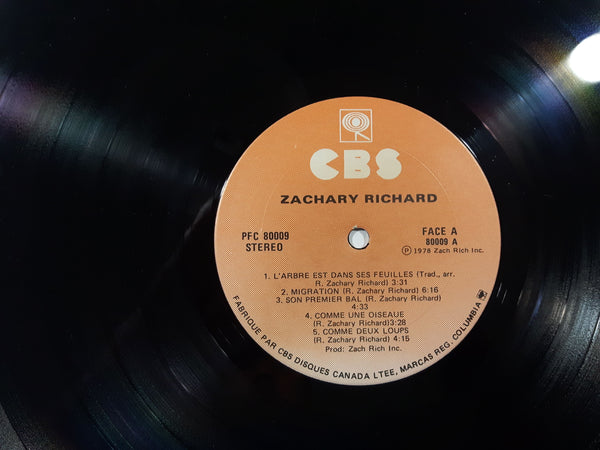 CBS
ZACHARY RICHARD
PFC 80009
STEREO
FACE A
80009 A
Ⓟ 1978 Zach Rich Inc.
1. L'ARBRE EST DANS SES FEUILLES (Trad., arr.
R. Zachary Richard) 3:31
2. MIGRATION (R. Zachary Richard) 6:16
3. SON PREMIER BAL (R. Zachary Richard)
4:33
4. COMME UNE OISEAUE
(R. Zachary Richard)3:28
5. COMME DEUX LOUPS
(R. Zachary Richard) 4:15
Prod: Zach Rich Inc.
FABRIQUE PAR CBS DISQUES CANADA LTEE, MARCAS REG. COLUMBIA